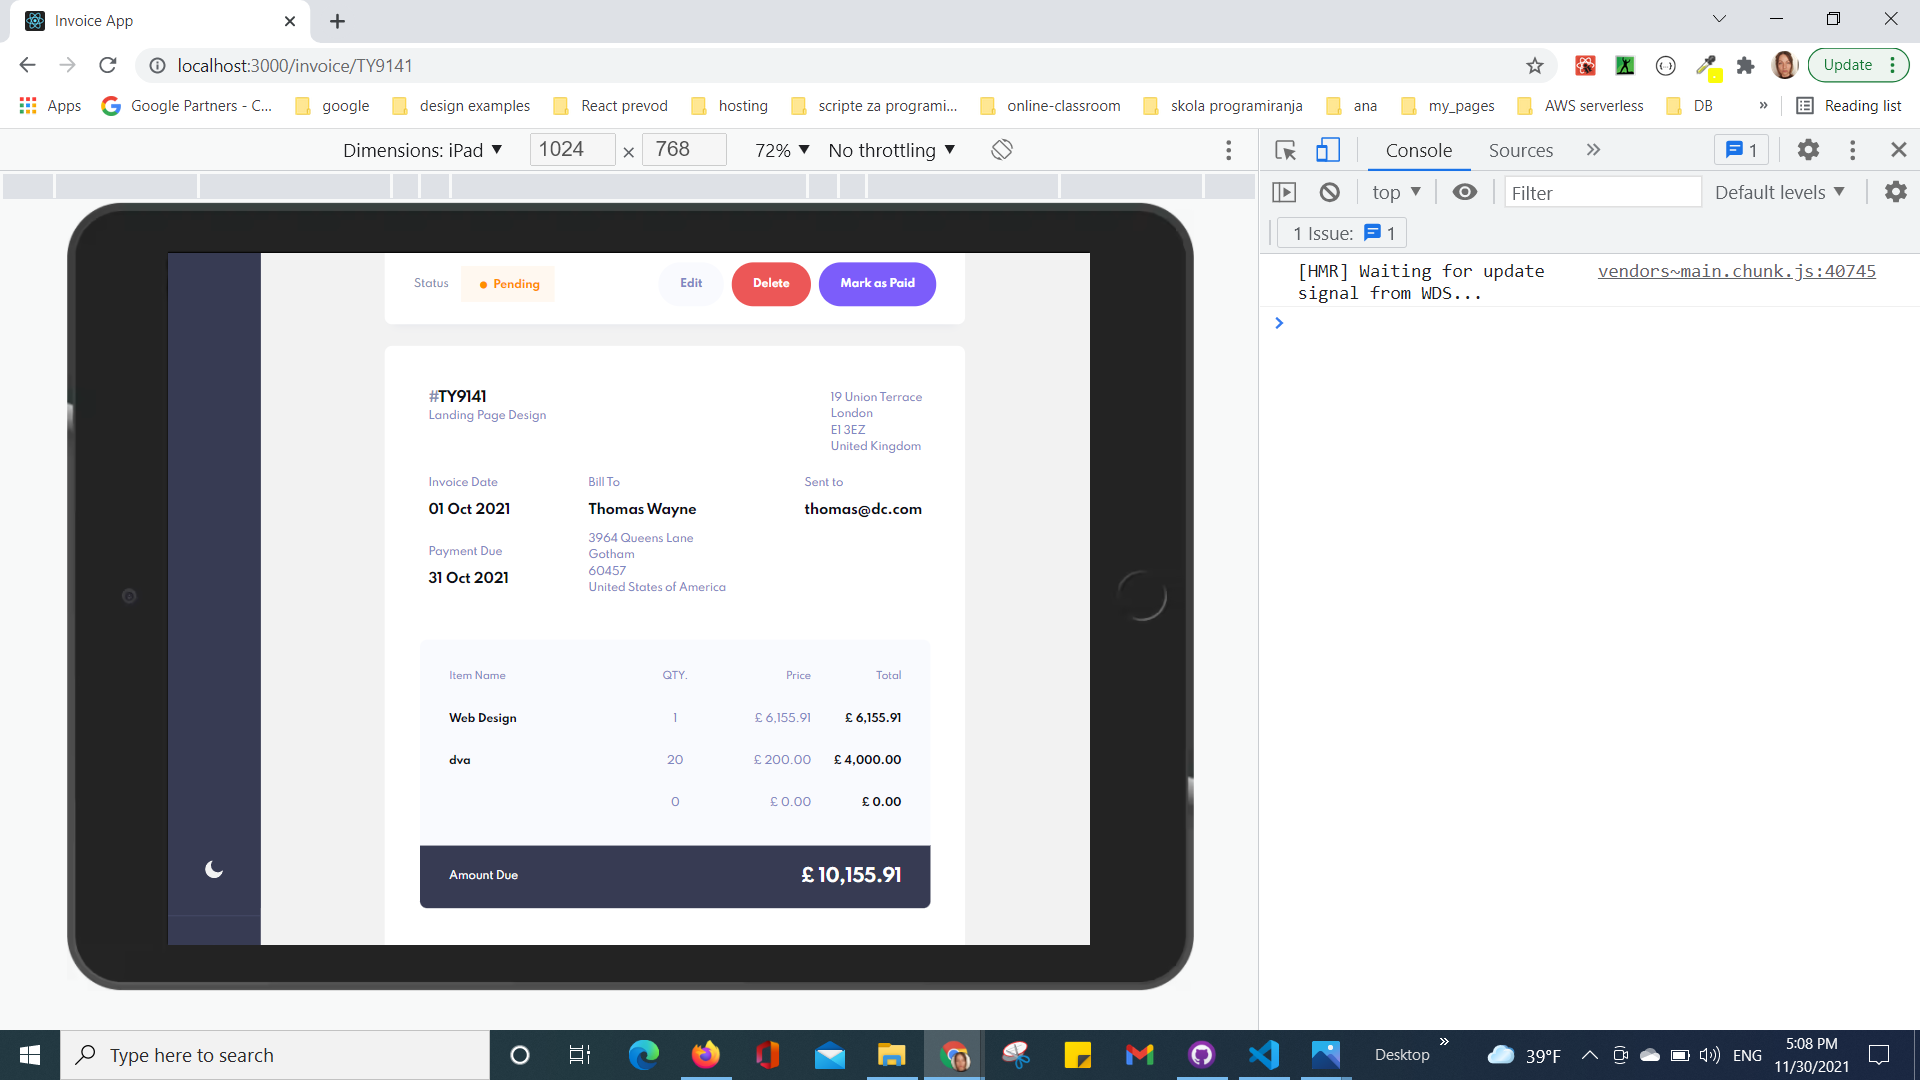 Invoice App
localhost:3000/invoice/TY9141
Update
Apps
Google Partners - C...
google
design examples
React prevod
hosting
scripte za programi...
online-classroom
skola programiranja
ana
my_pages
AWS serverless
DB
»
Reading list
Dimensions: iPad
1024 × 768
72%
No throttling
Console
Sources
1
top
Filter
Default levels
1 Issue: 1
[HMR] Waiting for update signal from WDS...
vendors~main.chunk.js:40745
Status
Pending
Edit
Delete
Mark as Paid
#TY9141
Landing Page Design
19 Union Terrace
London
E1 3EZ
United Kingdom
Invoice Date
01 Oct 2021
Payment Due
31 Oct 2021
Bill To
Thomas Wayne
3964 Queens Lane
Gotham
60457
United States of America
Sent to
thomas@dc.com
Item Name QTY. Price Total
Web Design 1 £ 6,155.91 £ 6,155.91
dva 20 £ 200.00 £ 4,000.00
0 £ 0.00 £ 0.00
Amount Due £ 10,155.91
Type here to search
Desktop
39°F
ENG
5:08 PM
11/30/2021